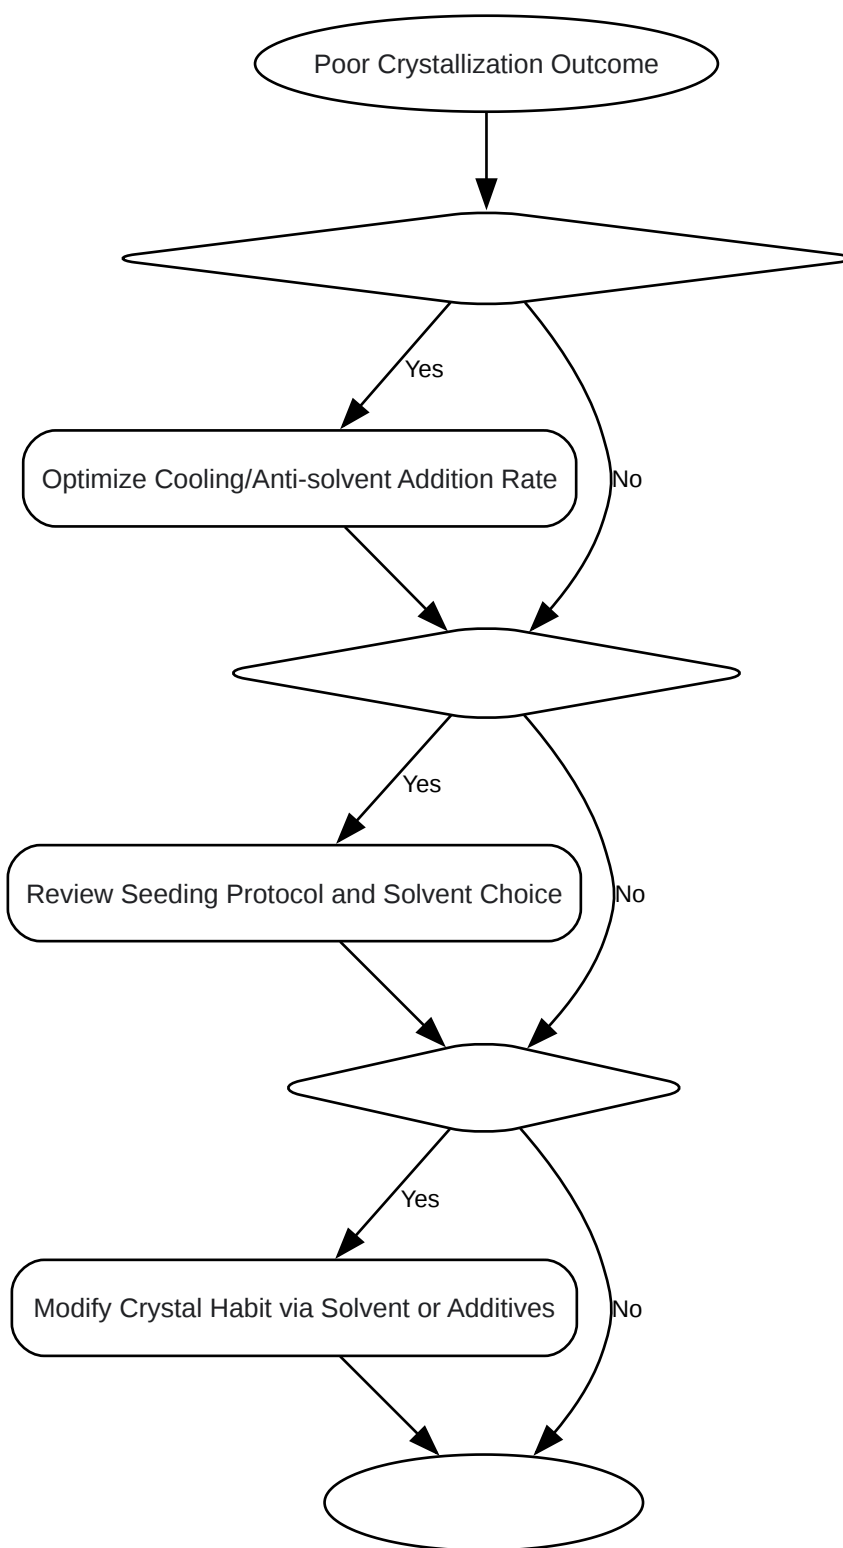 Poor Crystallization Outcome
Yes
Optimize Cooling/Anti-solvent Addition Rate
No
Yes
Review Seeding Protocol and Solvent Choice
No
Yes
Modify Crystal Habit via Solvent or Additives
No